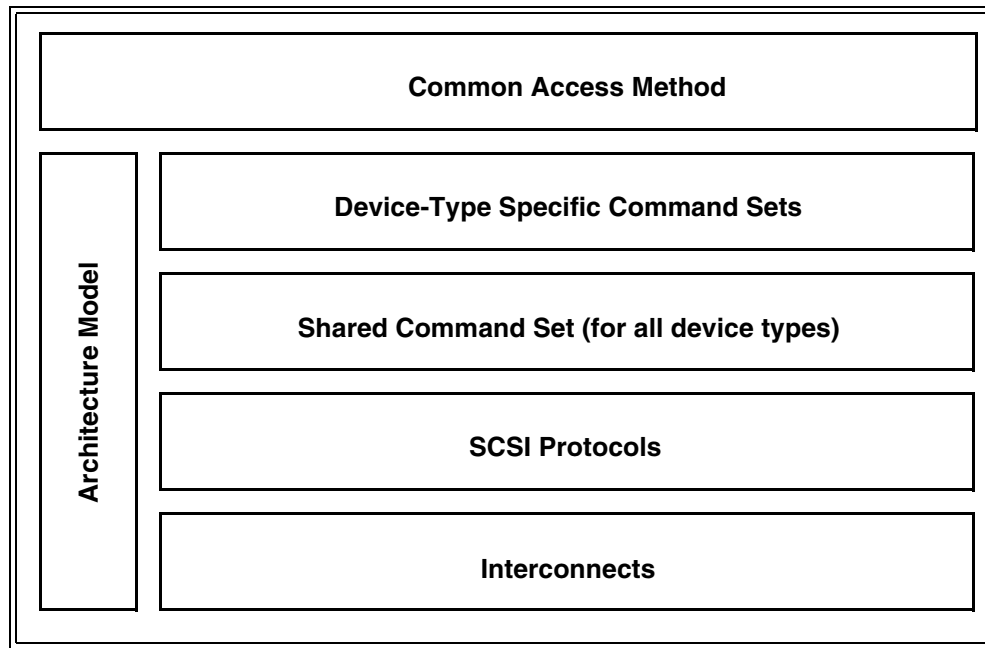 Common Access Method
Architecture Model
Device-Type Specific Command Sets
Shared Command Set (for all device types)
SCSI Protocols
Interconnects